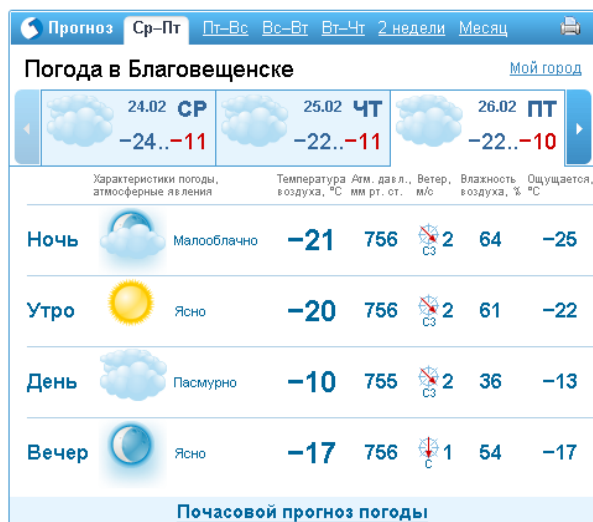 Прогноз Ср–Пт Пт–Вс Вс–Вт Вт–Чт 2 недели Месяц
Погода в Благовещенске Мой город
24.02 СР 25.02 ЧТ 26.02 ПТ
−24..−11 −22..−11 −22..−10
Характеристики погоды, Температура Атм. давл., Ветер, Влажность Ощущается,
атмосферные явления воздуха, °C мм рт. ст. м/с воздуха, % °C
Ночь Малооблачно −21 756 2 64 −25
СЗ
Утро Ясно −20 756 2 61 −22
СЗ
День Пасмурно −10 755 2 36 −13
СЗ
Вечер Ясно −17 756 1 54 −17
С
Почасовой прогноз погоды